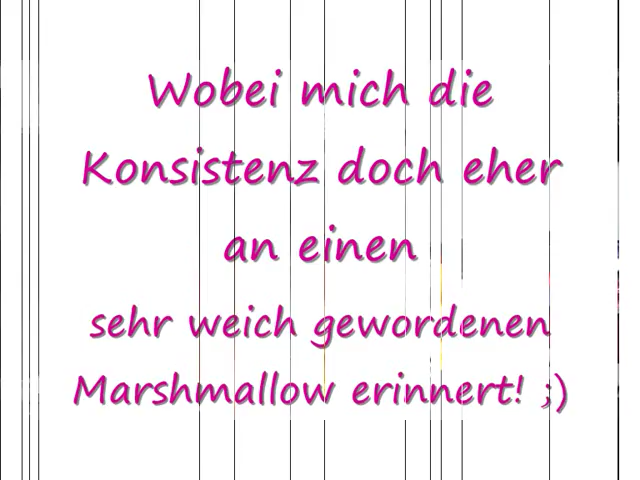 Wobei mich die
Konsistenz doch eher
an einen
sehr weich gewordenen
Marshmallow erinnert! ;)